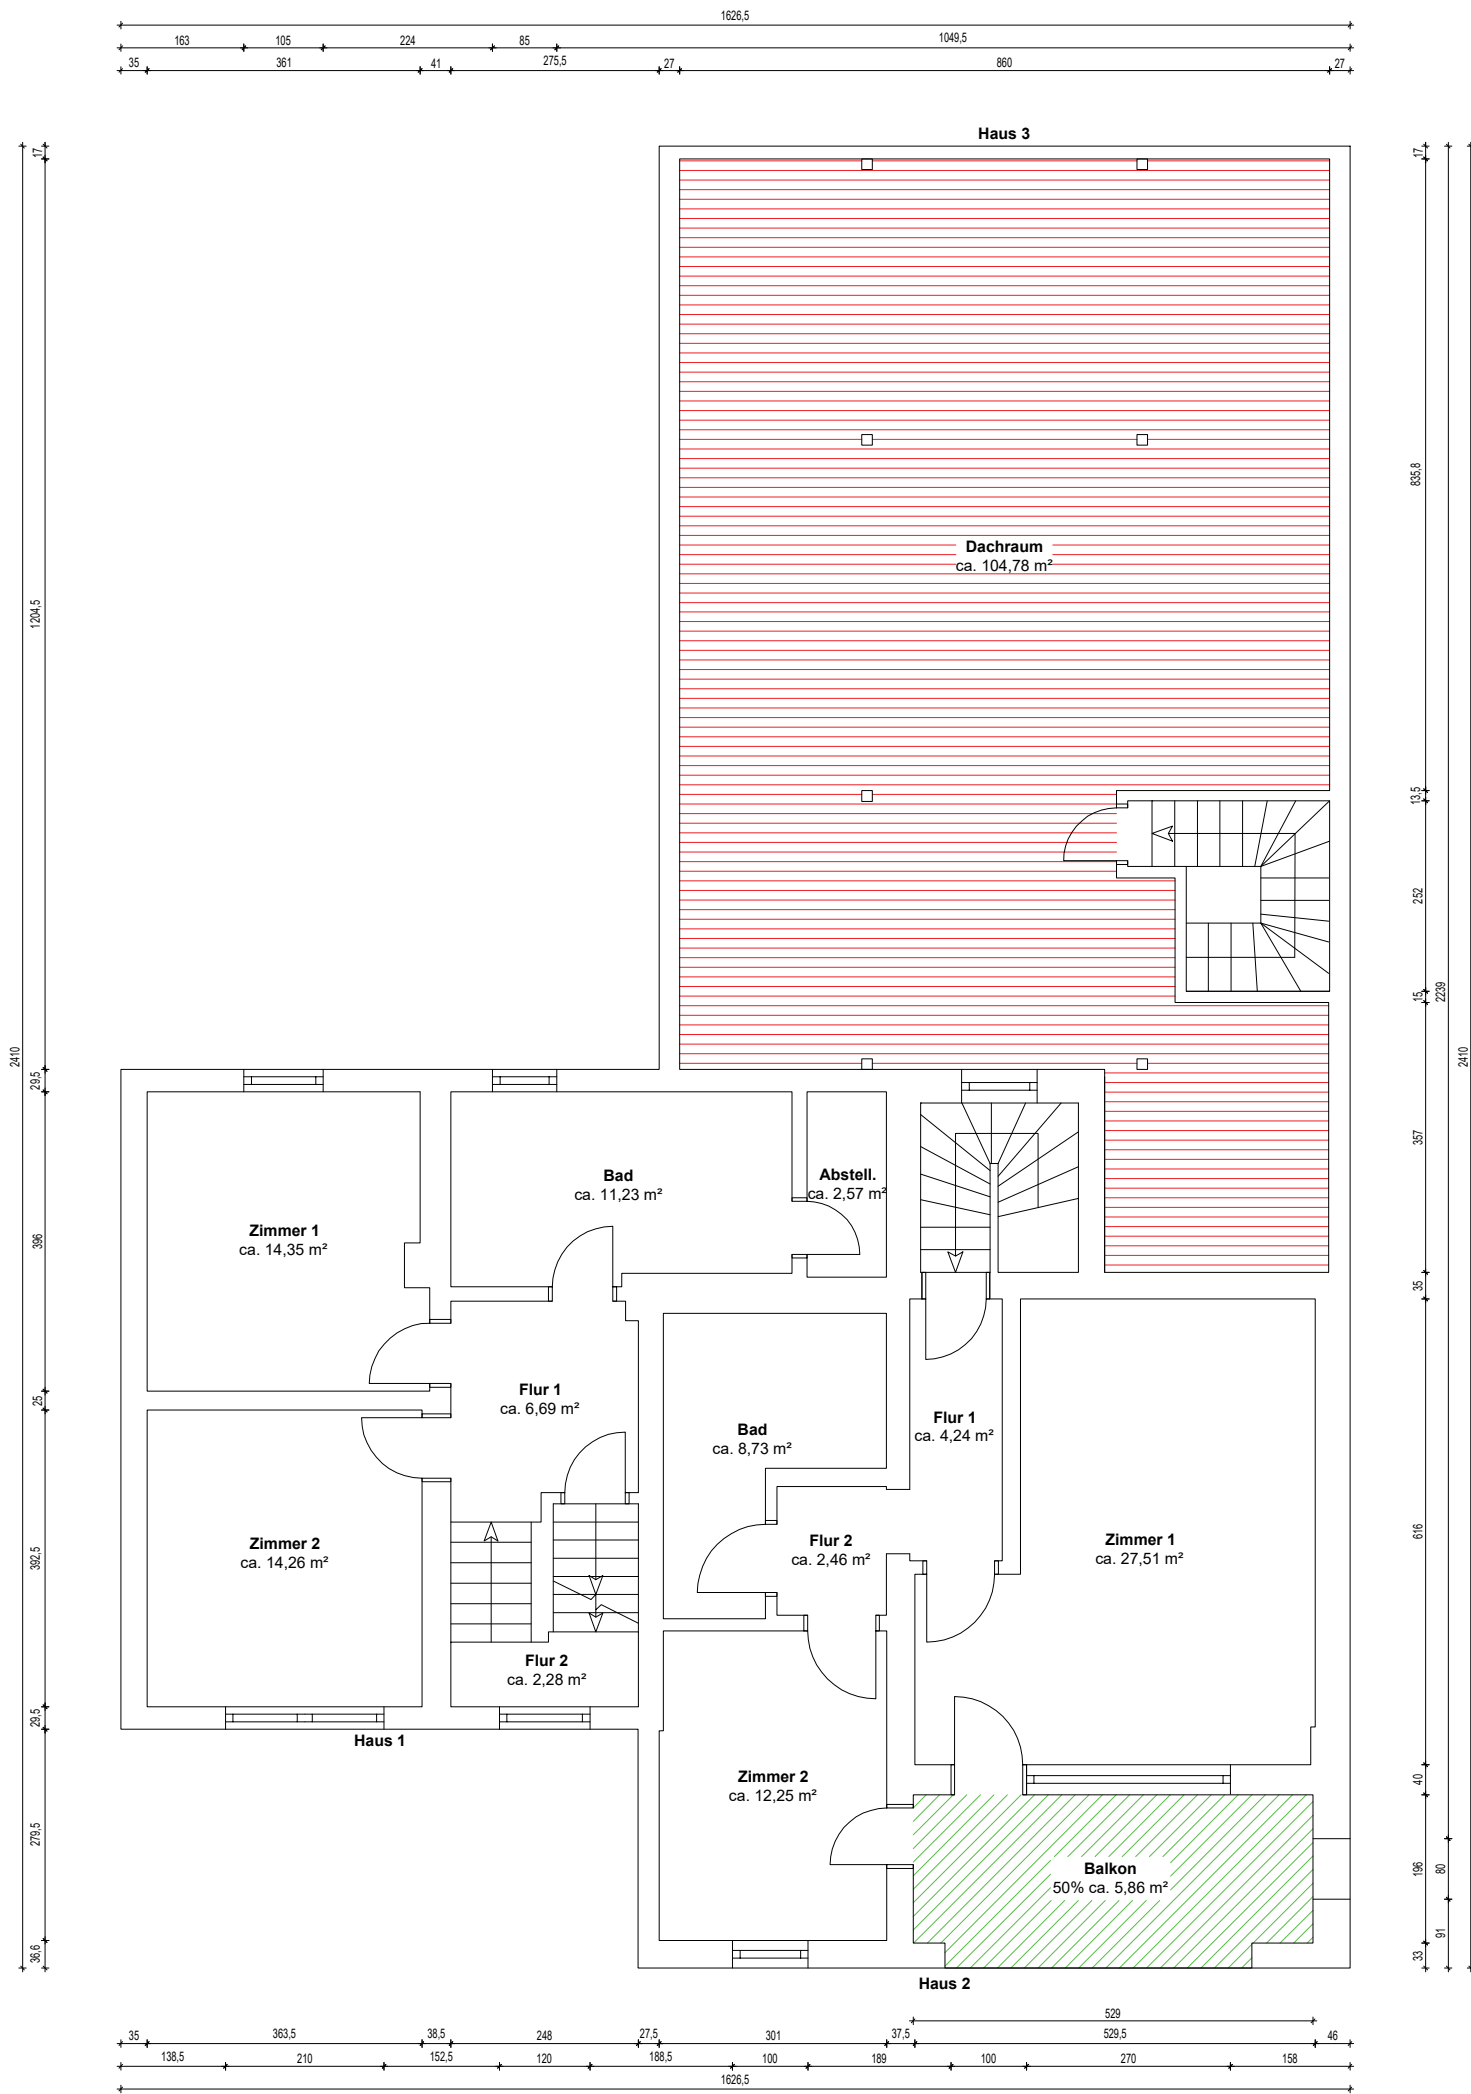 1626,5
163 105 224 85 1049,5
35 361 41 275,5 27 860 27
Haus 3
17
1204,5
2410
29,5
396
25
392,5
29,5
279,5
36,6
17
835,8
13,5
252
15
2239
2410
357
35
616
40
196
80
91
33
Dachraum
ca. 104,78 m²
Bad
ca. 11,23 m²
Abstell.
ca. 2,57 m²
Zimmer 1
ca. 14,35 m²
Flur 1
ca. 6,69 m²
Flur 1
ca. 4,24 m²
Bad
ca. 8,73 m²
Zimmer 2
ca. 14,26 m²
Flur 2
ca. 2,46 m²
Zimmer 1
ca. 27,51 m²
Flur 2
ca. 2,28 m²
Haus 1
Zimmer 2
ca. 12,25 m²
Balkon
50% ca. 5,86 m²
Haus 2
529
35 363,5 38,5 248 27,5 301 37,5 529,5 46
138,5 210 152,5 120 188,5 100 189 100 270 158
1626,5